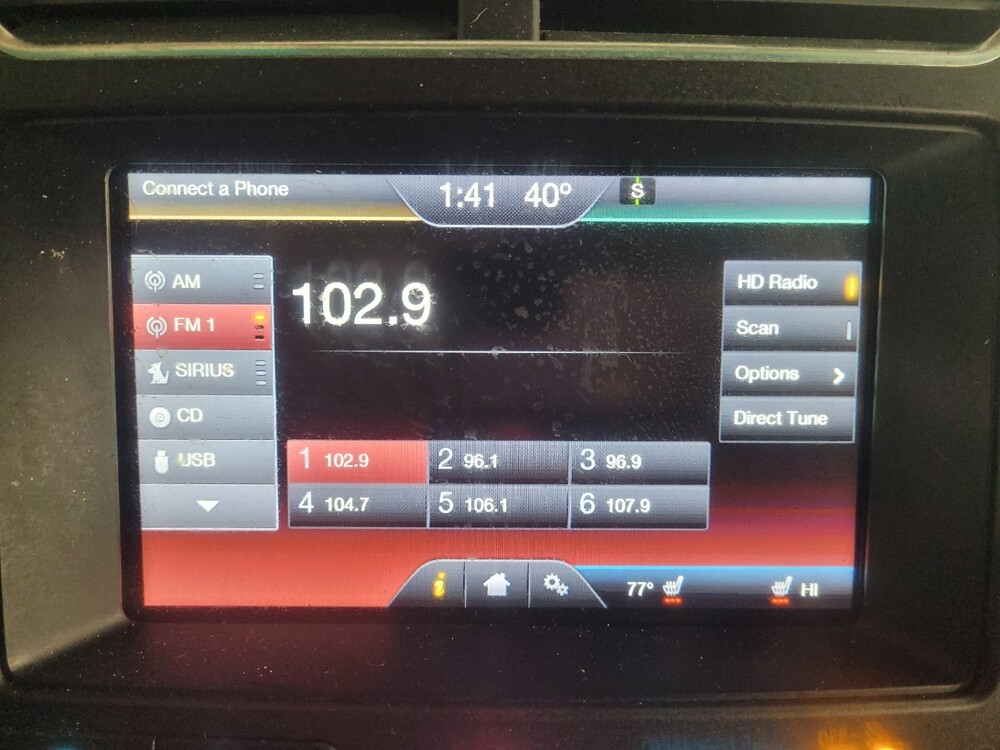 Connect a Phone
1:41 40° S
AM
FM 1
SIRIUS
CD
USB
102.9
HD Radio
Scan
Options
Direct Tune
1 102.9 2 96.1 3 96.9
4 104.7 5 106.1 6 107.9
i
77° HI